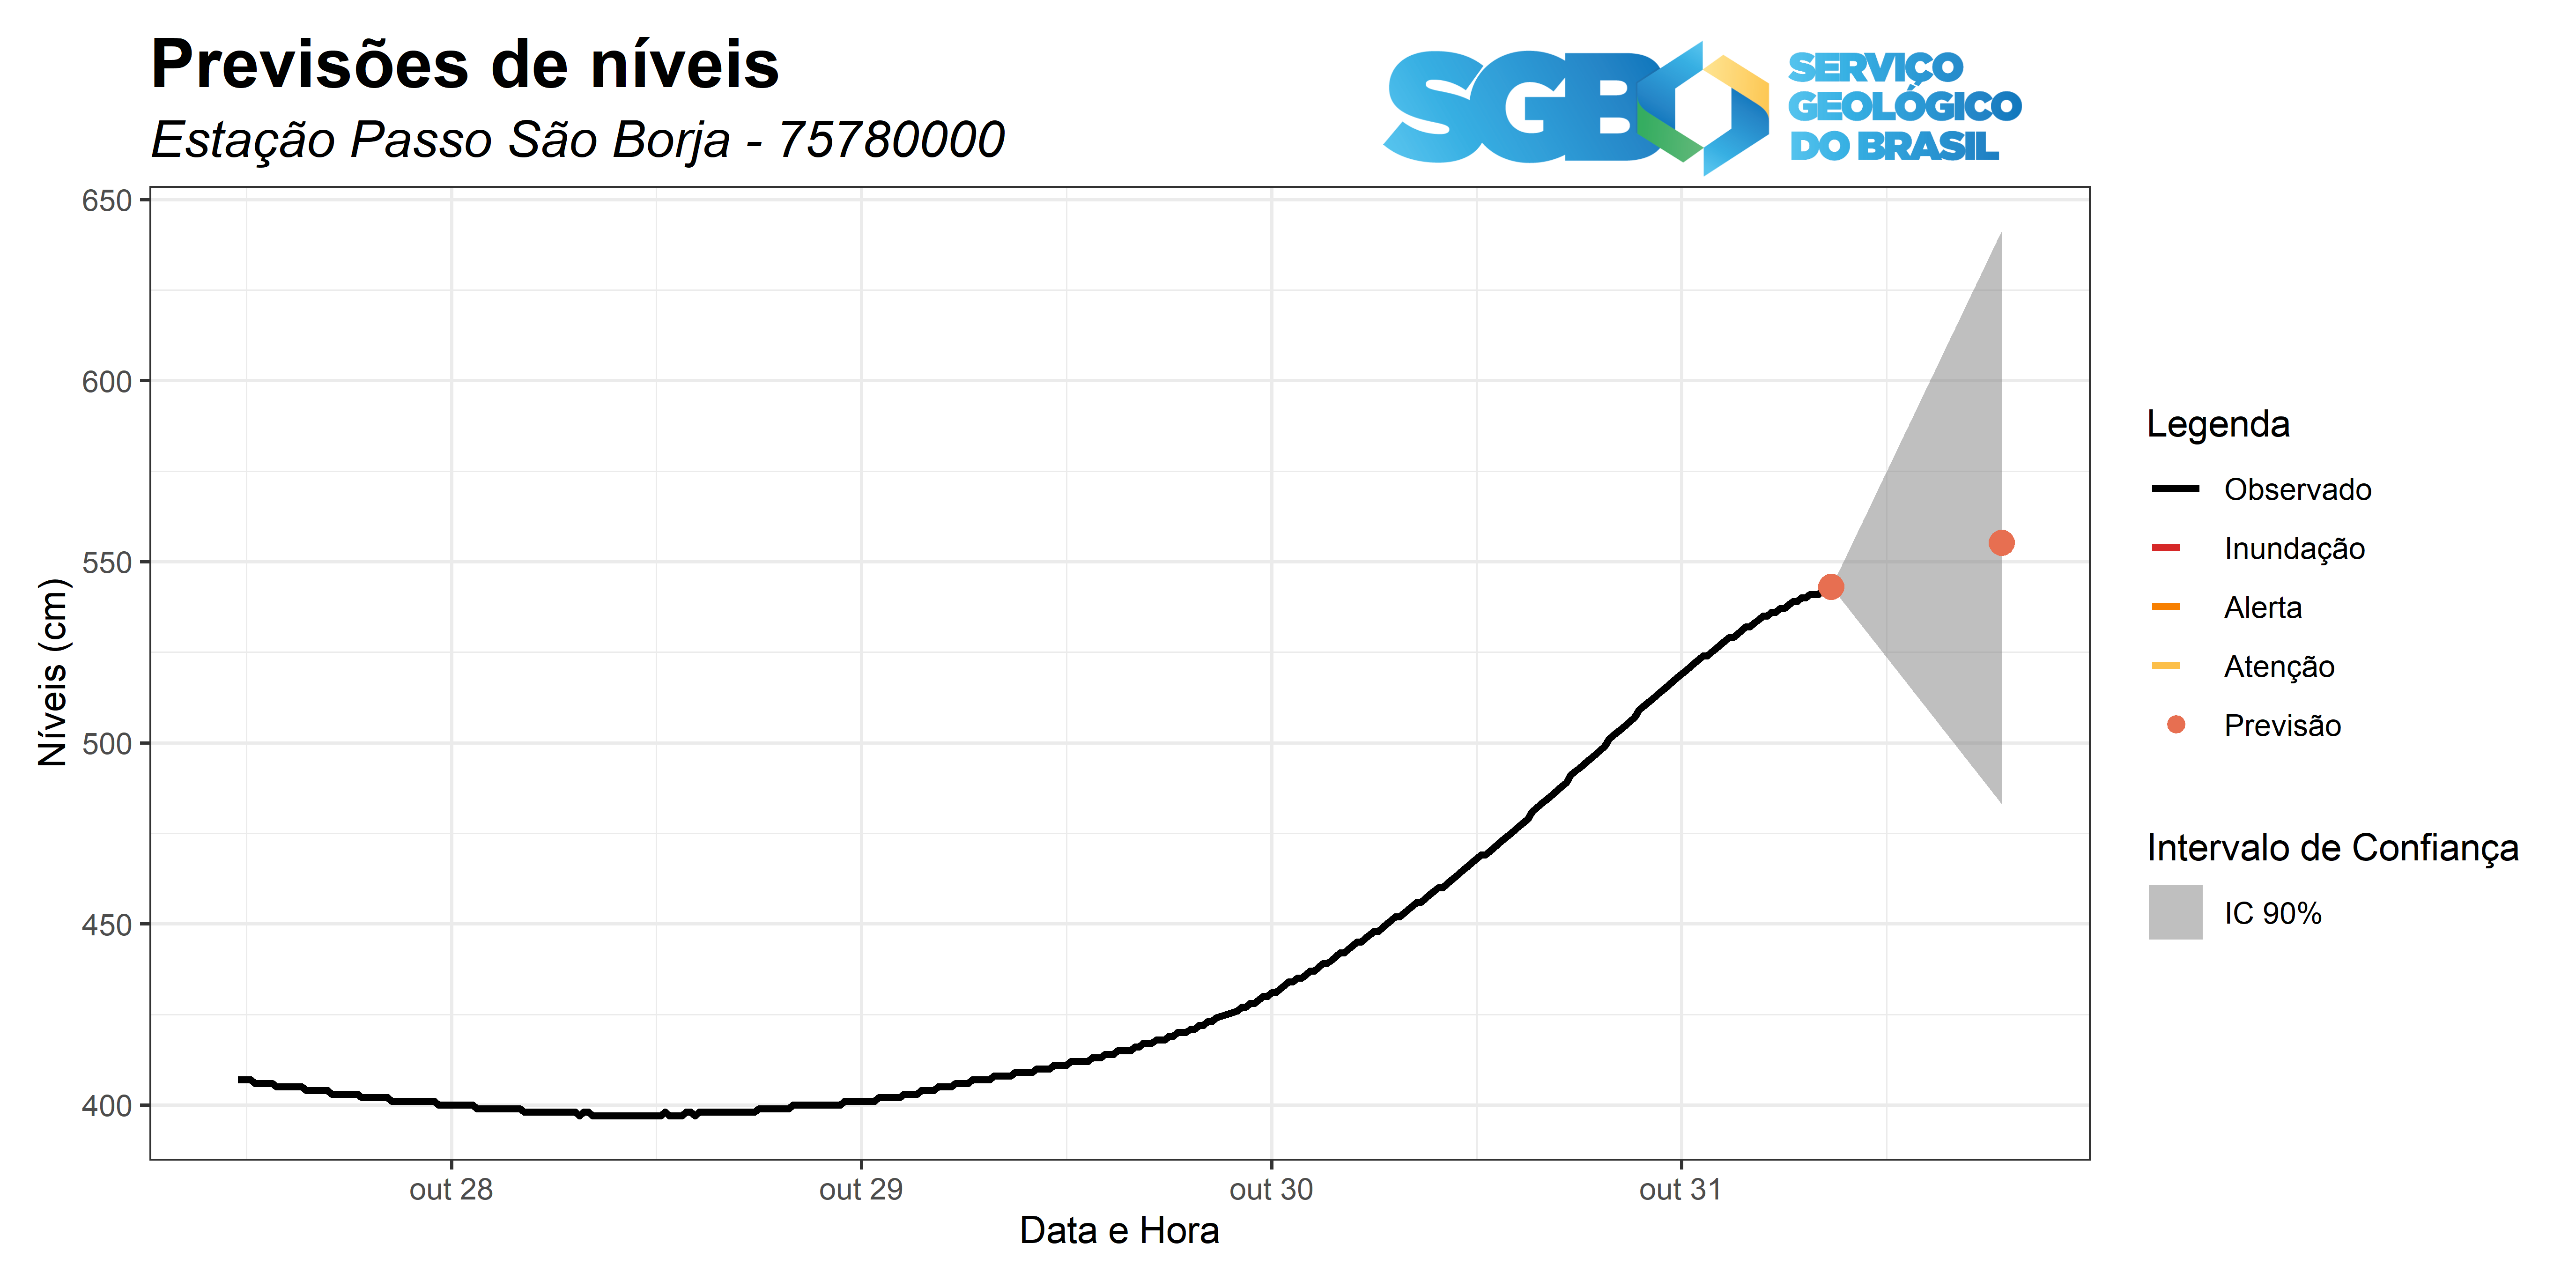 Previsões de níveis
Estação Passo São Borja - 75780000
SGB
SERVIÇO
GEOLÓGICO
DO BRASIL
650
600
550
500
450
400
Níveis (cm)
out 28
out 29
out 30
out 31
Data e Hora
Legenda
Observado
Inundação
Alerta
Atenção
Previsão
Intervalo de Confiança
IC 90%